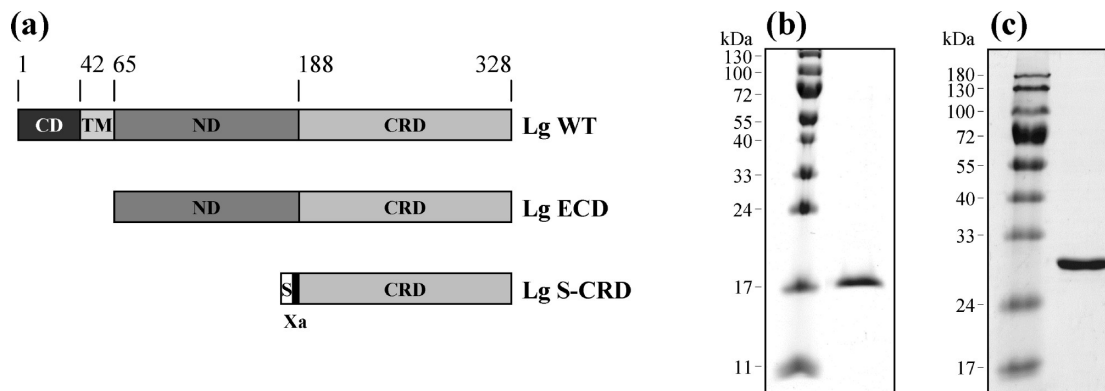 (a)
1 42 65 188 328
CD TM ND CRD Lg WT
ND CRD Lg ECD
S CRD Lg S-CRD
Xa
(b)
kDa
130
100
72
55
40
33
24
17
11
(c)
kDa
180
130
100
72
55
40
33
24
17